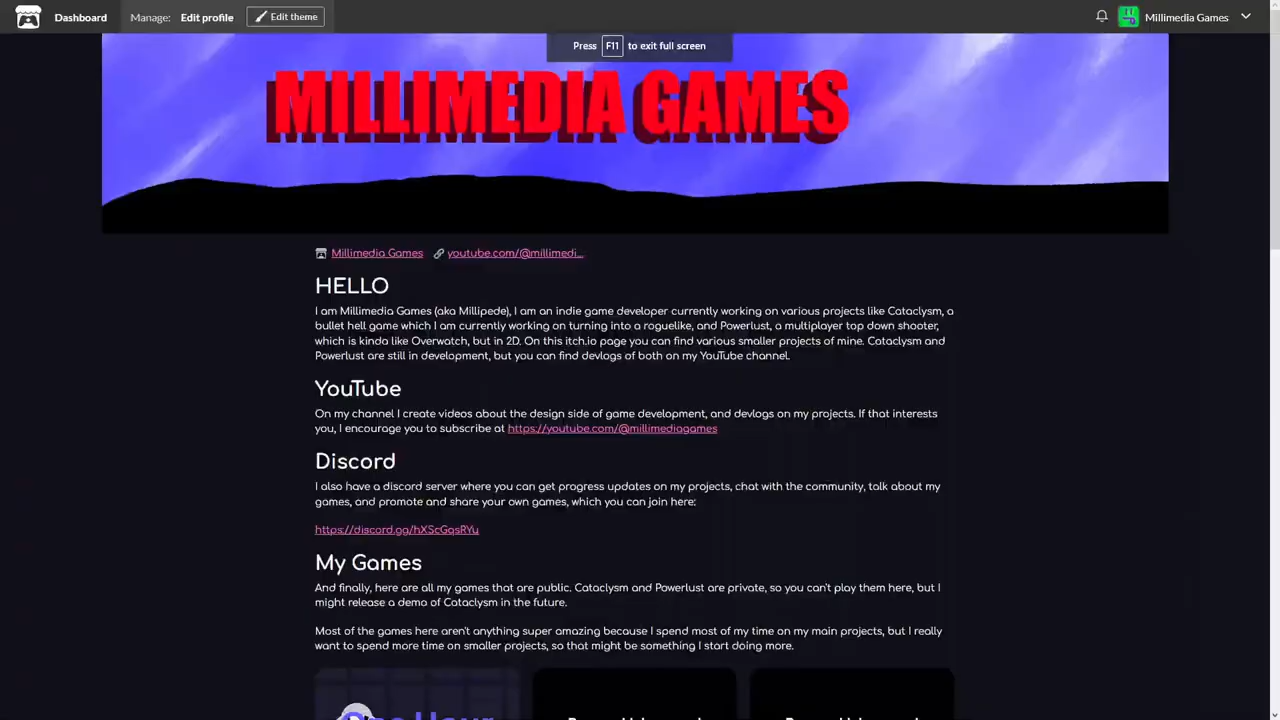 Dashboard Manage: Edit profile Edit theme Millimedia Games
Press F11 to exit full screen
MILLIMEDIA GAMES
Millimedia Games youtube.com/@millimedi...
HELLO
I am Millimedia Games (aka Millipede), I am an indie game developer currently working on various projects like Cataclysm, a
bullet hell game which I am currently working on turning into a roguelike, and Powerlust, a multiplayer top down shooter,
which is kinda like Overwatch, but in 2D. On this itch.io page you can find various smaller projects of mine. Cataclysm and
Powerlust are still in development, but you can find devlogs of both on my YouTube channel.
YouTube
On my channel I create videos about the design side of game development, and devlogs on my projects. If that interests
you, I encourage you to subscribe at https://youtube.com/@millimediagames
Discord
I also have a discord server where you can get progress updates on my projects, chat with the community, talk about my
games, and promote and share your own games, which you can join here:
https://discord.gg/hXScGqsRYu
My Games
And finally, here are all my games that are public. Cataclysm and Powerlust are private, so you can't play them here, but I
might release a demo of Cataclysm in the future.
Most of the games here aren't anything super amazing because I spend most of my time on my main projects, but I really
want to spend more time on smaller projects, so that might be something I start doing more.